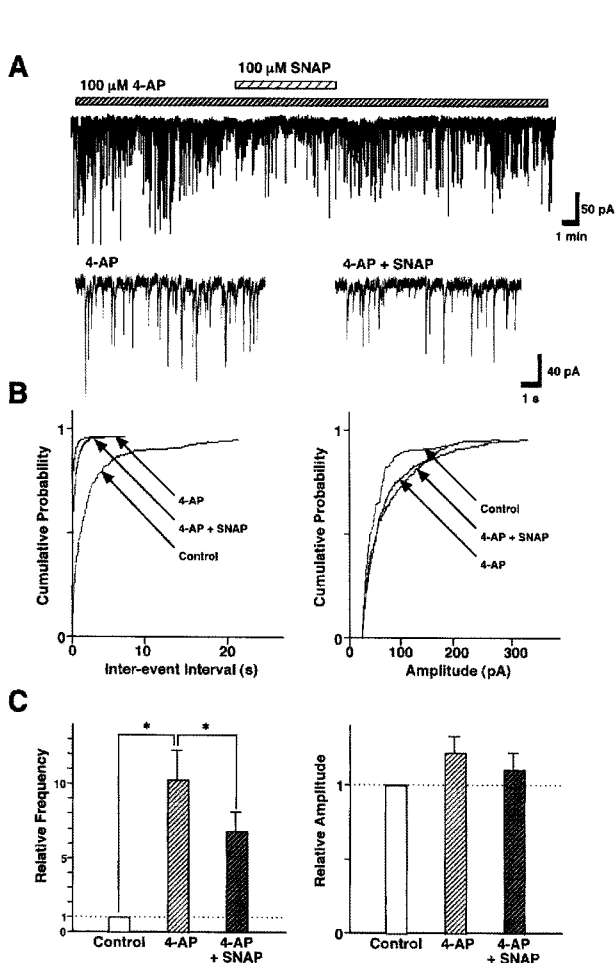 A
100 μM SNAP
100 μM 4-AP
50 pA
1 min
4-AP
4-AP + SNAP
40 pA
1 s
B
1
Cumulative Probability
4-AP
4-AP + SNAP
Control
0
0
10
20
Inter-event Interval (s)
1
Cumulative Probability
Control
4-AP + SNAP
4-AP
0
0
100
200
300
Amplitude (pA)
C
*
*
Relative Frequency
10
5
1
0
Control
4-AP
4-AP
+ SNAP
Relative Amplitude
1
0
Control
4-AP
4-AP
+ SNAP